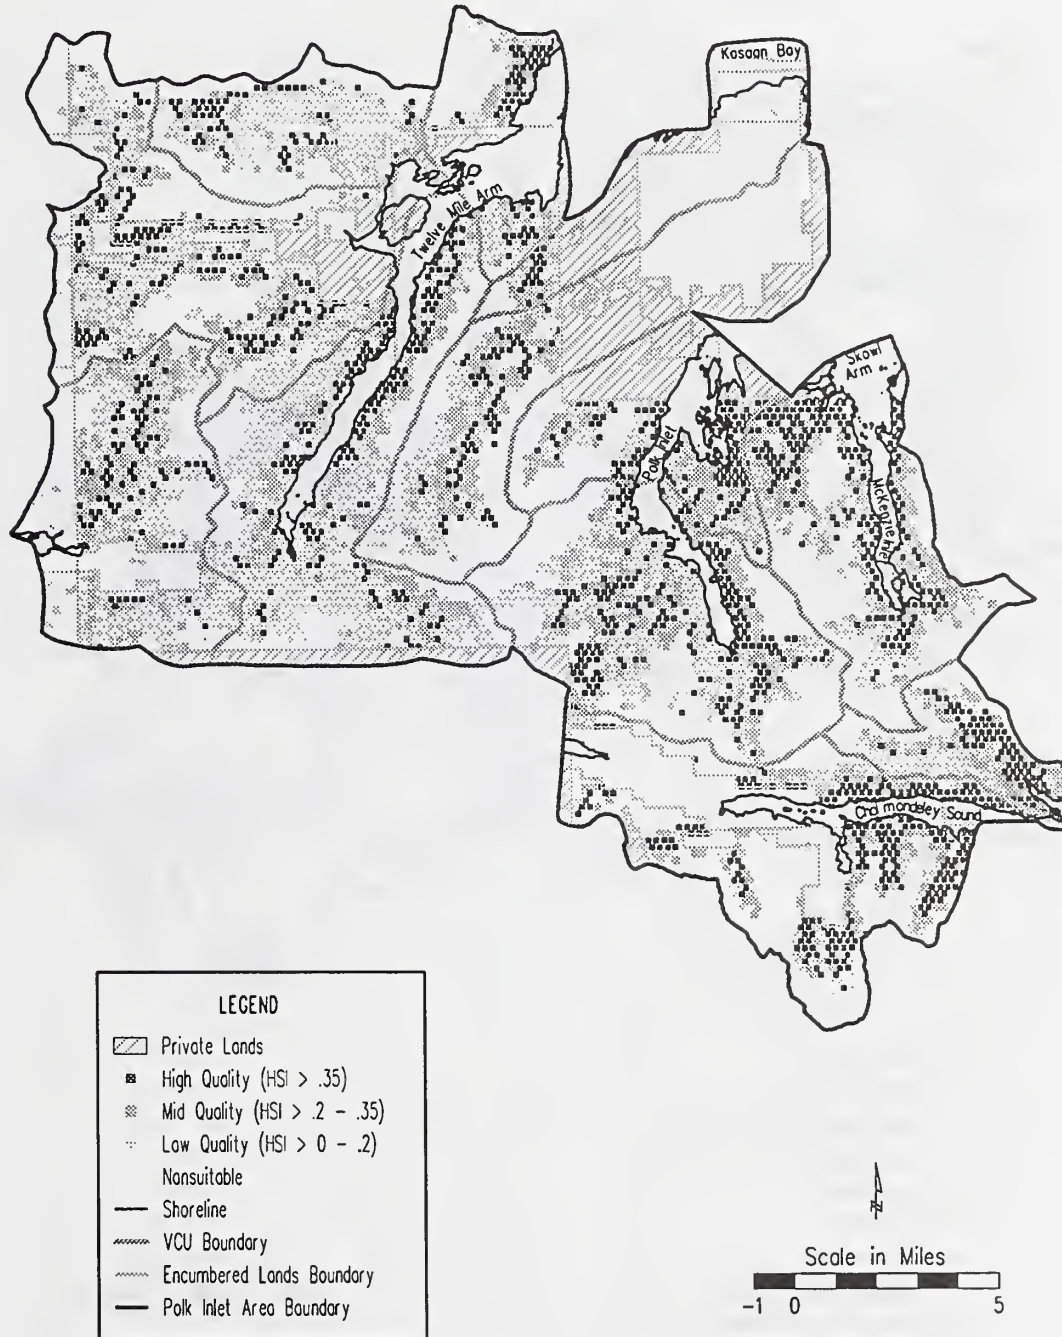 Kasaan Bay
Twelve Mile Arm
Skowl
Arm
Polk Inlet
McKenzie Inle
Cholmondeley Sound
LEGEND
Private Lands
High Quality (HSI > .35)
Mid Quality (HSI > .2 - .35)
Low Quality (HSI > 0 - .2)
Nonsuitable
Shoreline
VCU Boundary
Encumbered Lands Boundary
Polk Inlet Area Boundary
N
Scale in Miles
-1 0 5